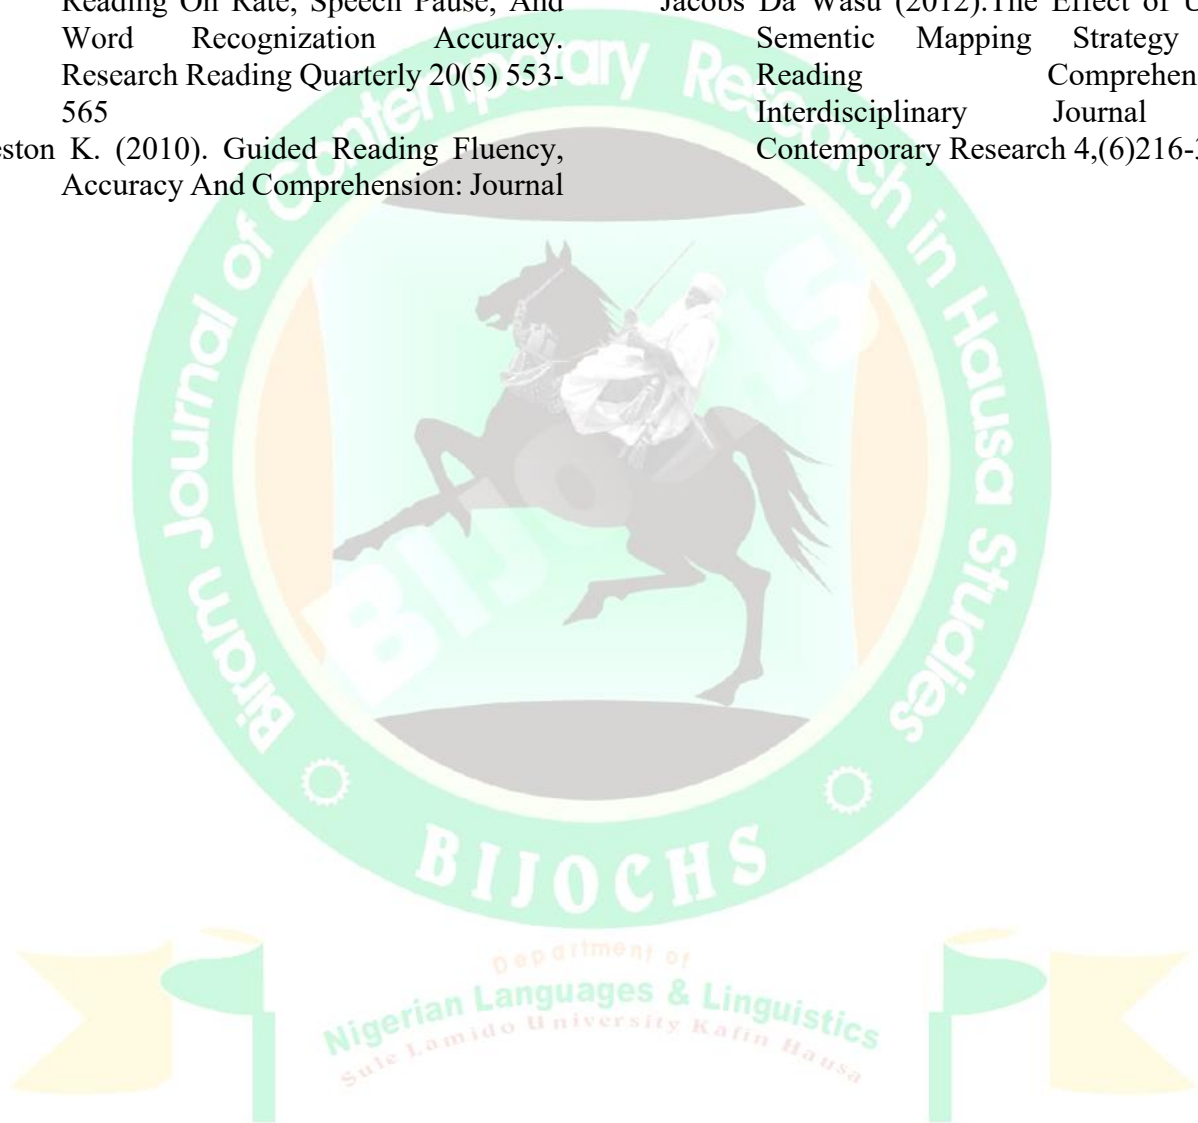 Reading On Rate, Speech Pause, And
Word Recognization Accuracy.
Research Reading Quarterly 20(5) 553-
565
eston K. (2010). Guided Reading Fluency,
Accuracy And Comprehension: Journal
Jacobs Da Wasu (2012).The Effect of U
Sementic Mapping Strategy
Reading Comprehen
Interdisciplinary Journal
Contemporary Research 4,(6)216-
Biram Journal of Contemporary Research in Hausa Studies
BIJOCHS
BIJOCHS
Department of
Nigerian Languages & Linguistics
Sule Lamido University Kafin Hausa